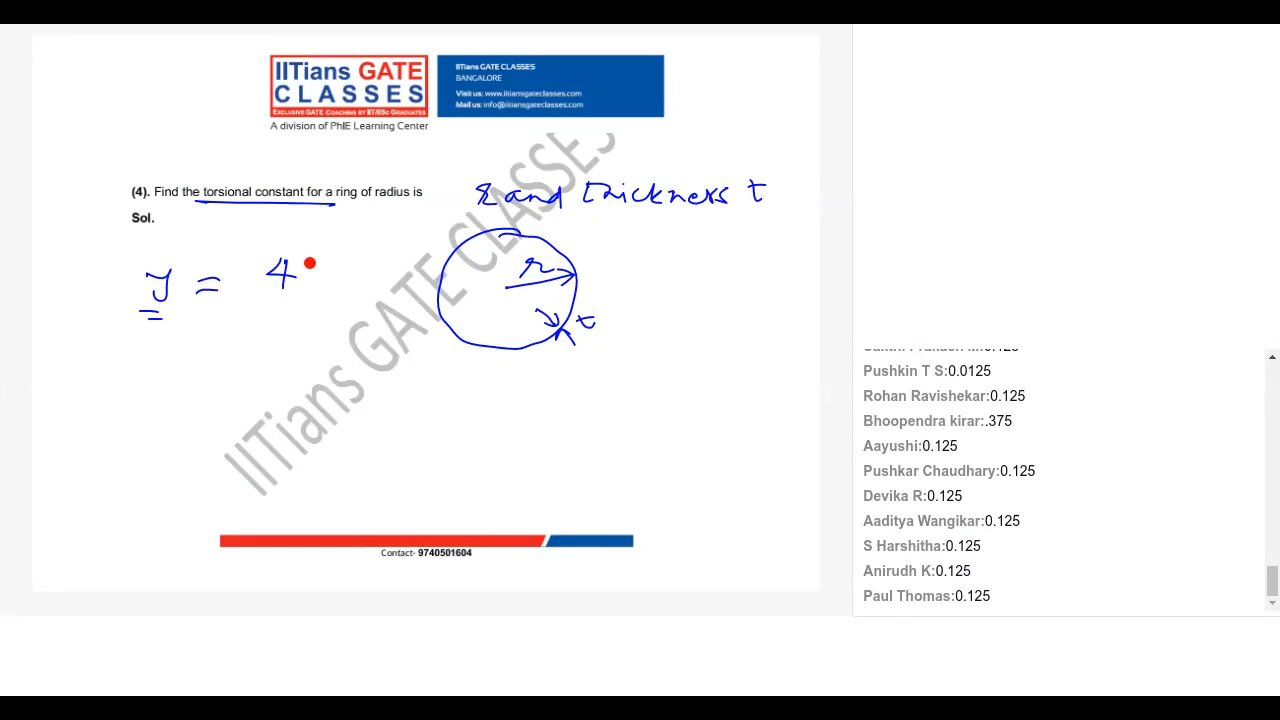 IITians GATE
CLASSES
EXCLUSIVE GATE COACHING BY IIT/IISc GRADUATES
A division of PhIE Learning Center
IITians GATE CLASSES
BANGALORE
Visit us: www.iitiansgateclasses.com
Mail us: info@iitiansgateclasses.com
IITians GATE CLASSES
(4). Find the torsional constant for a ring of radius is r and thickness t
Sol.
J = 4
r
t
Contact- 9740501604
Pushkin T S:0.0125
Rohan Ravishekar:0.125
Bhoopendra kirar:.375
Aayushi:0.125
Pushkar Chaudhary:0.125
Devika R:0.125
Aaditya Wangikar:0.125
S Harshitha:0.125
Anirudh K:0.125
Paul Thomas:0.125